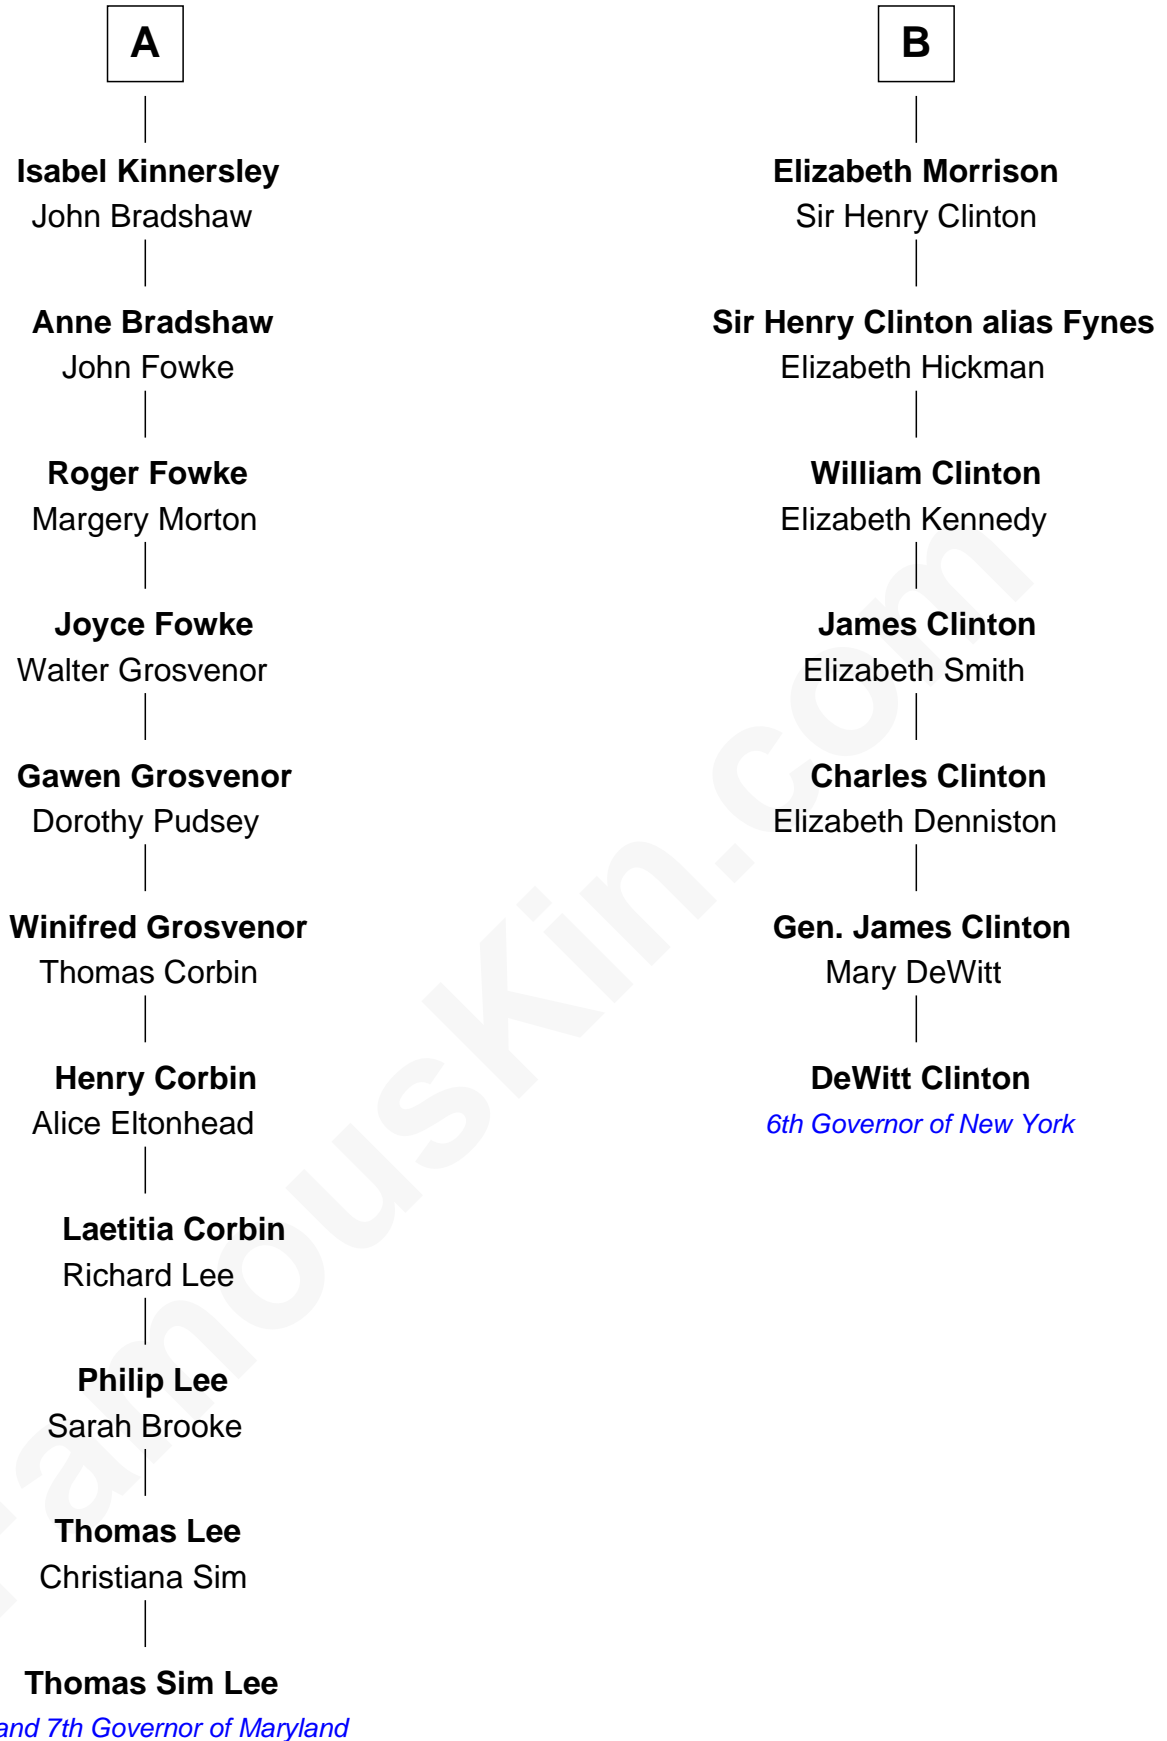 A
Isabel Kinnersley
John Bradshaw
Anne Bradshaw
John Fowke
Roger Fowke
Margery Morton
Joyce Fowke
Walter Grosvenor
Gawen Grosvenor
Dorothy Pudsey
Winifred Grosvenor
Thomas Corbin
Henry Corbin
Alice Eltonhead
Laetitia Corbin
Richard Lee
Philip Lee
Sarah Brooke
Thomas Lee
Christiana Sim
Thomas Sim Lee
and 7th Governor of Maryland
B
Elizabeth Morrison
Sir Henry Clinton
Sir Henry Clinton alias Fynes
Elizabeth Hickman
William Clinton
Elizabeth Kennedy
James Clinton
Elizabeth Smith
Charles Clinton
Elizabeth Denniston
Gen. James Clinton
Mary DeWitt
DeWitt Clinton
6th Governor of New York
FamousKin.com